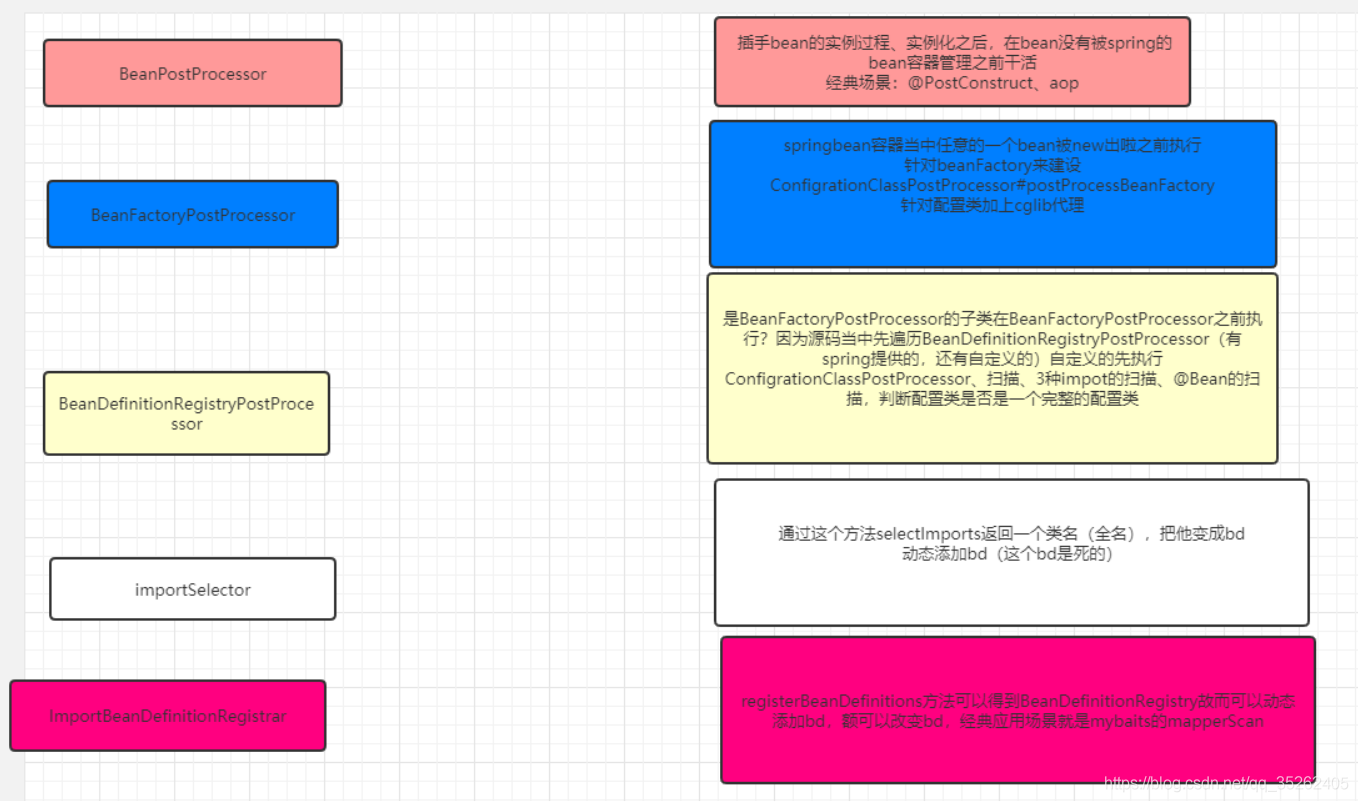 BeanPostProcessor
插手bean的实例过程、实例化之后，在bean没有被spring的
bean容器管理之前干活
经典场景：@PostConstruct、aop
BeanFactoryPostProcessor
springbean容器当中任意的一个bean被new出啦之前执行
针对beanFactory来建设
ConfigrationClassPostProcessor#postProcessBeanFactory
针对配置类加上cglib代理
BeanDefinitionRegistryPostProce
ssor
是BeanFactoryPostProcessor的子类在BeanFactoryPostProcessor之前执
行？因为源码当中先遍历BeanDefinitionRegistryPostProcessor（有
spring提供的，还有自定义的）自定义的先执行
ConfigrationClassPostProcessor、扫描、3种impot的扫描、@Bean的扫
描，判断配置类是否是一个完整的配置类
importSelector
通过这个方法selectImports返回一个类名（全名），把他变成bd
动态添加bd（这个bd是死的）
ImportBeanDefinitionRegistrar
registerBeanDefinitions方法可以得到BeanDefinitionRegistry故而可以动态
添加bd，额可以改变bd，经典应用场景就是mybaits的mapperScan
https://blog.csdn.net/qq_35262405